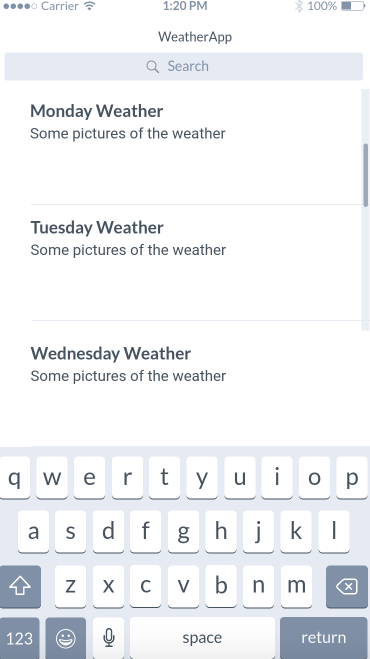 Carrier 1:20 PM 100%
WeatherApp
Search
Monday Weather
Some pictures of the weather
Tuesday Weather
Some pictures of the weather
Wednesday Weather
Some pictures of the weather
q w e r t y u i o p
a s d f g h j k l
z x c v b n m
123 space return